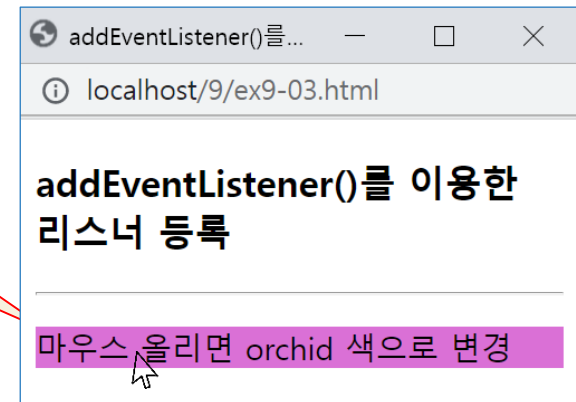 addEventListener()를...
localhost/9/ex9-03.html
addEventListener()를 이용한
리스너 등록
마우스 올리면 orchid 색으로 변경